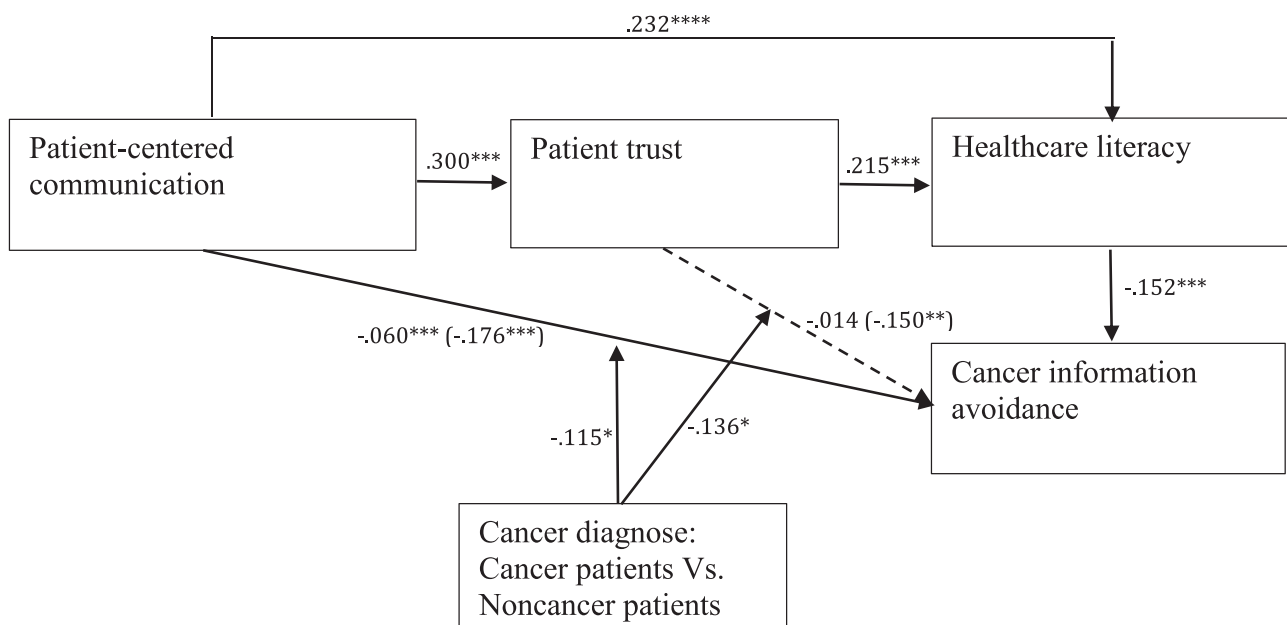 .232****
Patient-centered
communication
.300***
Patient trust
.215***
Healthcare literacy
-.152***
-.060*** (-.176***)
-.014 (-.150**)
Cancer information
avoidance
-.115*
-.136*
Cancer diagnose:
Cancer patients Vs.
Noncancer patients